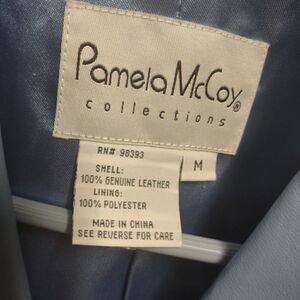 Pamela McCoy®
collections
RN# 98393
M
SHELL:
100% GENUINE LEATHER
LINING:
100% POLYESTER
MADE IN CHINA
SEE REVERSE FOR CARE